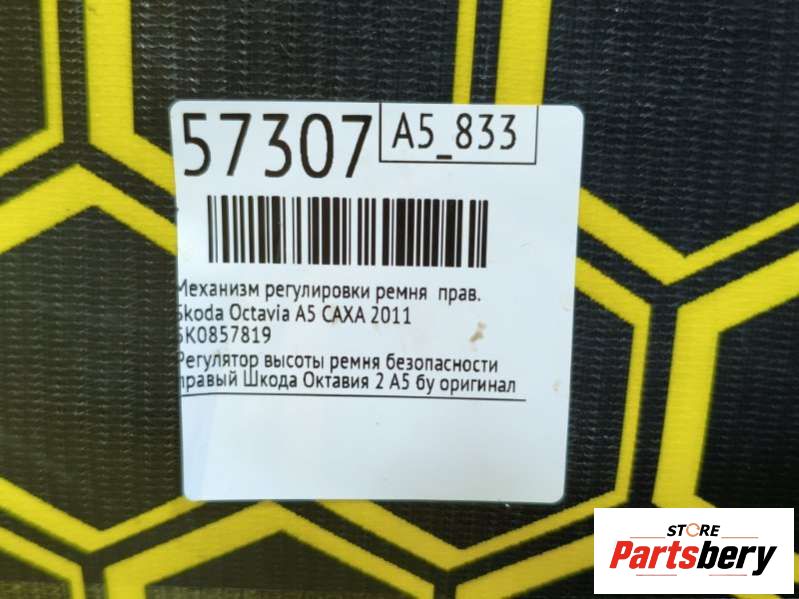 57307
A5_833
Механизм регулировки ремня прав.
Skoda Octavia A5 CAXA 2011
5K0857819
Регулятор высоты ремня безопасности
правый Шкода Октавия 2 А5 бу оригинал
STORE
Partsbery